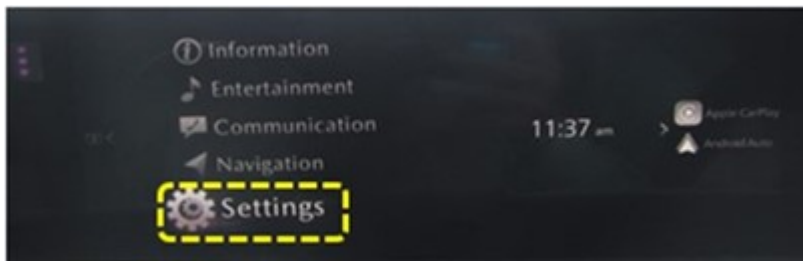 Information
Entertainment
Communication
Navigation
Settings
11:37 am
Apple CarPlay
Android Auto